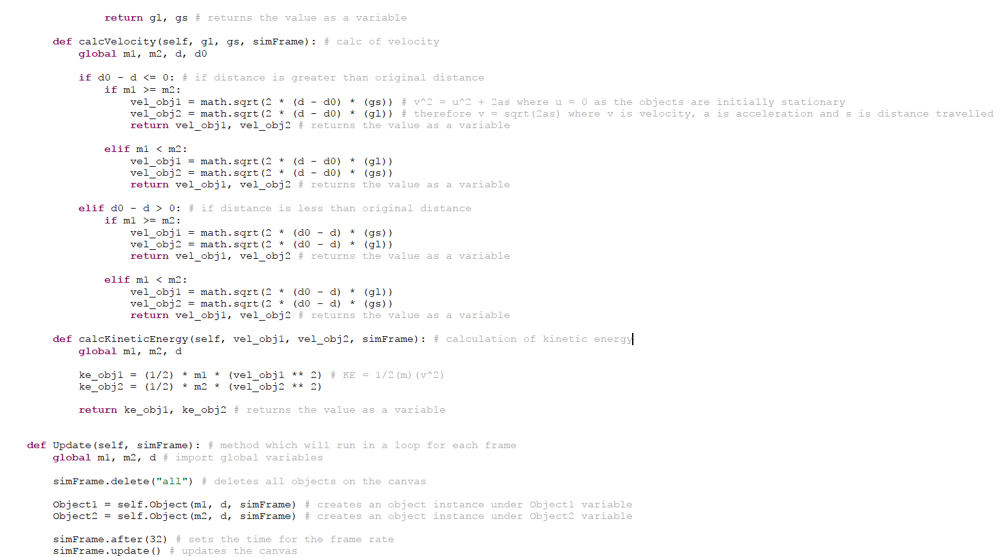 return gl, gs # returns the value as a variable
def calcVelocity(self, gl, gs, simFrame): # calc of velocity
global m1, m2, d, d0
if d0 - d <= 0: # if distance is greater than original distance
if m1 >= m2:
vel_obj1 = math.sqrt(2 * (d - d0) * (gs)) # v^2 = u^2 + 2as where u = 0 as the objects are initially stationary
vel_obj2 = math.sqrt(2 * (d - d0) * (gl)) # therefore v = sqrt(2as) where v is velocity, a is acceleration and s is distance travelled
return vel_obj1, vel_obj2 # returns the value as a variable
elif m1 < m2:
vel_obj1 = math.sqrt(2 * (d - d0) * (gl))
vel_obj2 = math.sqrt(2 * (d - d0) * (gs))
return vel_obj1, vel_obj2 # returns the value as a variable
elif d0 - d > 0: # if distance is less than original distance
if m1 >= m2:
vel_obj1 = math.sqrt(2 * (d0 - d) * (gs))
vel_obj2 = math.sqrt(2 * (d0 - d) * (gl))
return vel_obj1, vel_obj2 # returns the value as a variable
elif m1 < m2:
vel_obj1 = math.sqrt(2 * (d0 - d) * (gl))
vel_obj2 = math.sqrt(2 * (d0 - d) * (gs))
return vel_obj1, vel_obj2 # returns the value as a variable
def calcKineticEnergy(self, vel_obj1, vel_obj2, simFrame): # calculation of kinetic energy
global m1, m2, d
ke_obj1 = (1/2) * m1 * (vel_obj1 ** 2) # KE = 1/2(m)(v^2)
ke_obj2 = (1/2) * m2 * (vel_obj2 ** 2)
return ke_obj1, ke_obj2 # returns the value as a variable
def Update(self, simFrame): # method which will run in a loop for each frame
global m1, m2, d # import global variables
simFrame.delete("all") # deletes all objects on the canvas
Object1 = self.Object(m1, d, simFrame) # creates an object instance under Object1 variable
Object2 = self.Object(m2, d, simFrame) # creates an object instance under Object2 variable
simFrame.after(32) # sets the time for the frame rate
simFrame.update() # updates the canvas